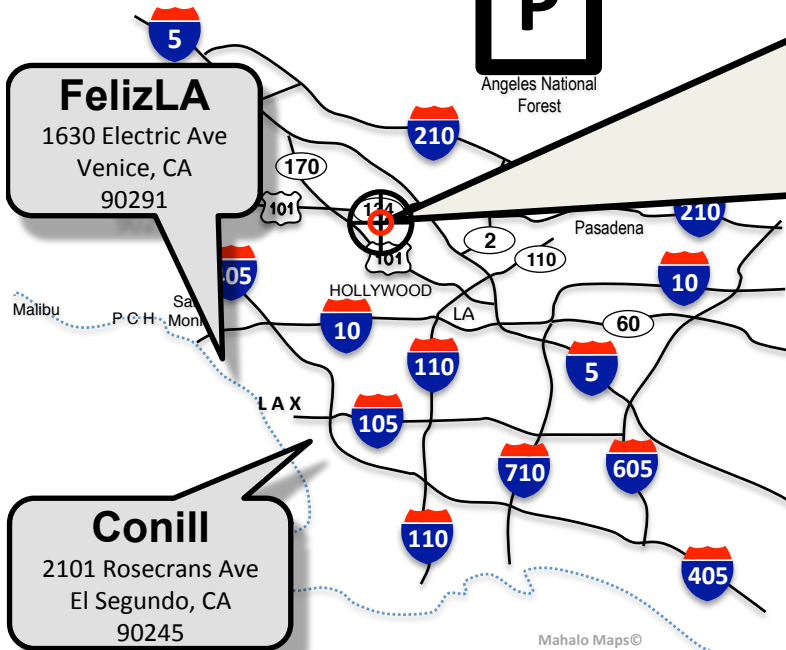 P
5
Angeles National
Forest
FelizLA
1630 Electric Ave
Venice, CA
90291
210
170
101
134
210
2
Pasadena
101
110
405
10
HOLLYWOOD
Malibu
P C H
LA
10
60
110
5
L A X
105
710
605
Conill
2101 Rosecrans Ave
El Segundo, CA
90245
110
405
Mahalo Maps©